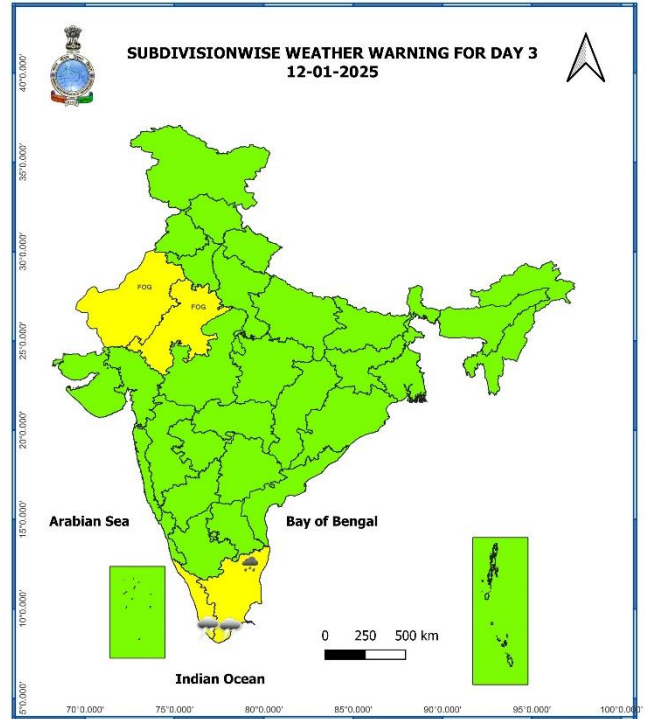 SUBDIVISIONWISE WEATHER WARNING FOR DAY 3
12-01-2025
40°0.000'
35°0.000'
30°0.000'
FOG
FOG
25°0.000'
20°0.000'
15°0.000'
Arabian Sea
Bay of Bengal
10°0.000'
0 250 500 km
Indian Ocean
5°0.000'
70°0.000' 75°0.000' 80°0.000' 85°0.000' 90°0.000' 95°0.000' 100°0.000'